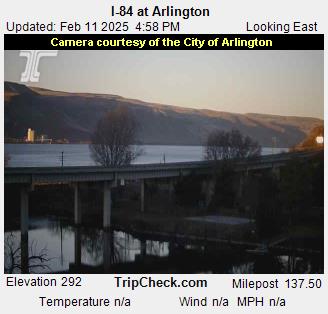 I-84 at Arlington
Updated: Feb 11 2025 4:58 PM Looking East
Camera courtesy of the City of Arlington
Elevation 292 TripCheck.com Milepost 137.50
Temperature n/a Wind n/a MPH n/a